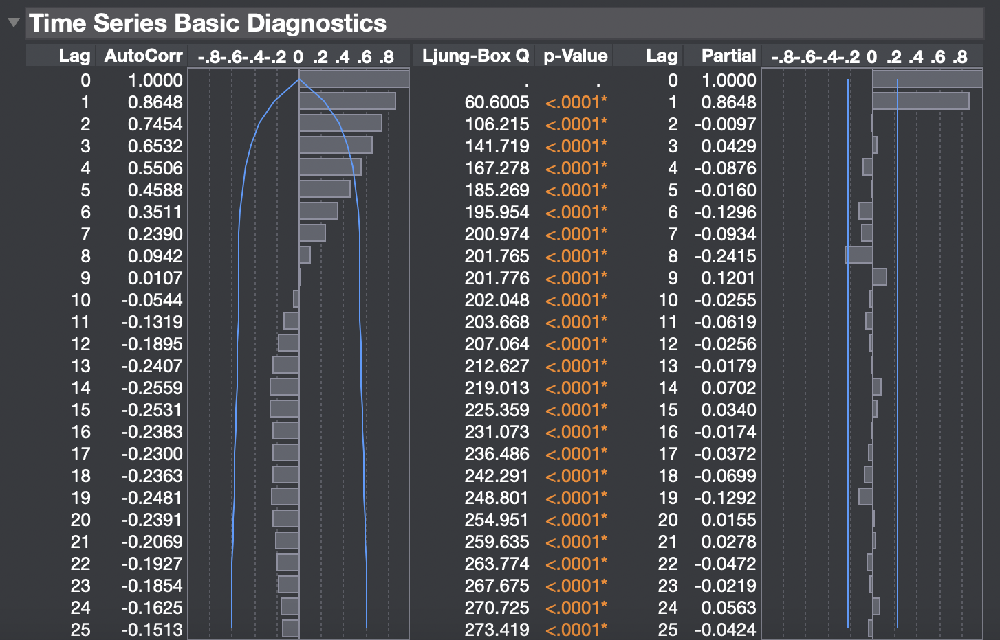 Time Series Basic Diagnostics
Lag AutoCorr -.8-.6-.4-.2 0 .2 .4 .6 .8 Ljung-Box Q p-Value Lag Partial -.8-.6-.4-.2 0 .2 .4 .6 .8
0 1.0000 . . 0 1.0000
1 0.8648 60.6005 <.0001* 1 0.8648
2 0.7454 106.215 <.0001* 2 -0.0097
3 0.6532 141.719 <.0001* 3 0.0429
4 0.5506 167.278 <.0001* 4 -0.0876
5 0.4588 185.269 <.0001* 5 -0.0160
6 0.3511 195.954 <.0001* 6 -0.1296
7 0.2390 200.974 <.0001* 7 -0.0934
8 0.0942 201.765 <.0001* 8 -0.2415
9 0.0107 201.776 <.0001* 9 0.1201
10 -0.0544 202.048 <.0001* 10 -0.0255
11 -0.1319 203.668 <.0001* 11 -0.0619
12 -0.1895 207.064 <.0001* 12 -0.0256
13 -0.2407 212.627 <.0001* 13 -0.0179
14 -0.2559 219.013 <.0001* 14 0.0702
15 -0.2531 225.359 <.0001* 15 0.0340
16 -0.2383 231.073 <.0001* 16 -0.0174
17 -0.2300 236.486 <.0001* 17 -0.0372
18 -0.2363 242.291 <.0001* 18 -0.0699
19 -0.2481 248.801 <.0001* 19 -0.1292
20 -0.2391 254.951 <.0001* 20 0.0155
21 -0.2069 259.635 <.0001* 21 0.0278
22 -0.1927 263.774 <.0001* 22 -0.0472
23 -0.1854 267.675 <.0001* 23 -0.0219
24 -0.1625 270.725 <.0001* 24 0.0563
25 -0.1513 273.419 <.0001* 25 -0.0424